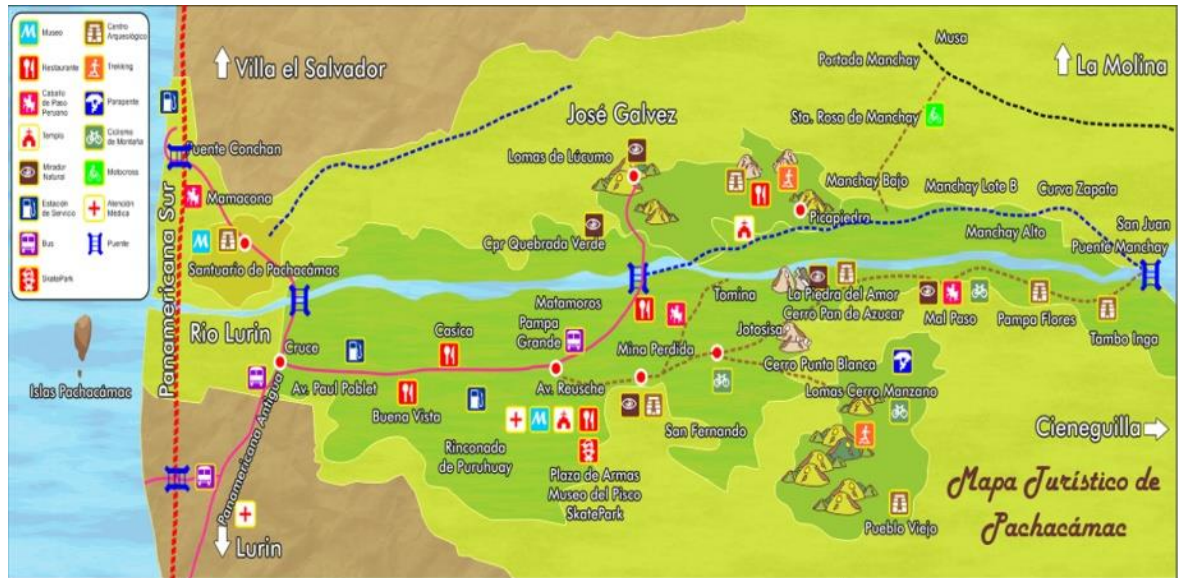 Museo
Centro
Arqueológico
Restaurante
Trekking
Caballo
de Paso
Peruano
Parapente
Templo
Ciclismo
de Montaña
Mirador
Natural
Motocross
Estación
de Servicio
Atención
Médica
Bus
Puente
SkatePark
Villa el Salvador
Musa
Portada Manchay
La Molina
José Galvez
Sta. Rosa de Manchay
Puente Conchan
Lomas de Lúcumo
Mamacona
Manchay Bajo
Manchay Lote B
Curva Zapata
Picapiedra
San Juan
Cpr Quebrada Verde
Manchay Alto
Puente Manchay
Santuario de Pachacámac
Panamericana Sur
Río Lurin
Matamoros
Tomina
La Piedra del Amor
Cerro Pan de Azucar
Mal Paso
Pampa Flores
Tambo Inga
Casica
Pampa
Grande
Jotosisa
Cruce
Mina Perdida
Islas Pachacámac
Av. Paul Poblet
Av. Reusche
Cerro Punta Blanca
Lomas Cerro Manzano
Buena Vista
Panamericana Antigua
San Fernando
Cieneguilla
Rinconada
de Puruhuay
Plaza de Armas
Museo del Pisco
SkatePark
Pueblo Viejo
Mapa Turístico de
Pachacámac
Lurin